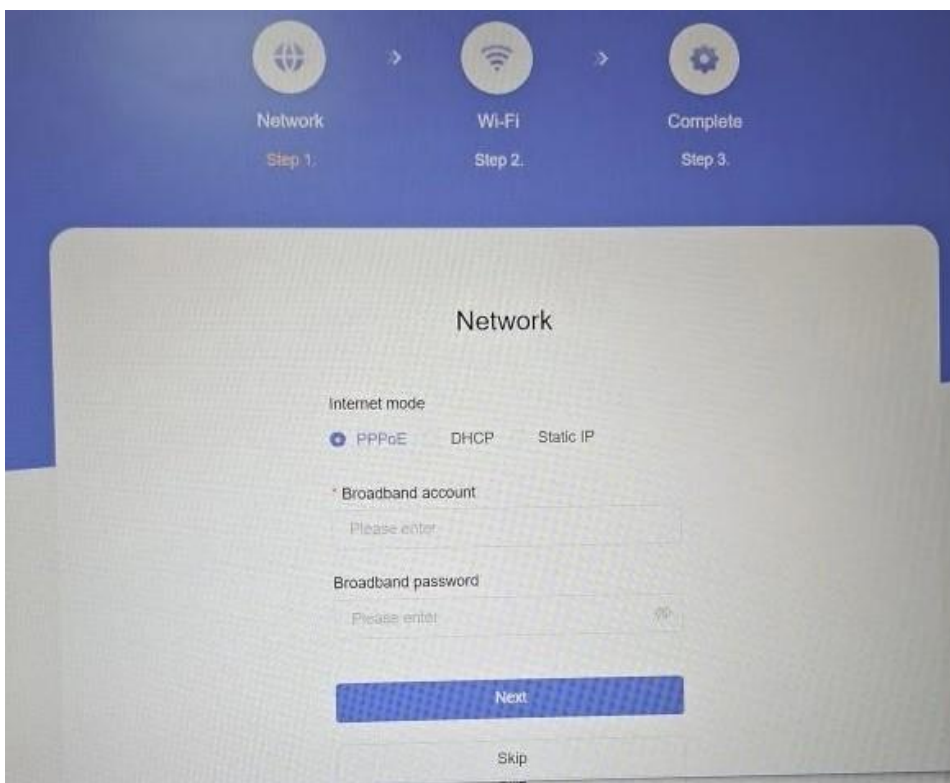 Network
Wi-Fi
Complete
Step 1.
Step 2.
Step 3.
Network
Internet mode
PPPoE DHCP Static IP
* Broadband account
Please enter
Broadband password
Please enter
Next
Skip